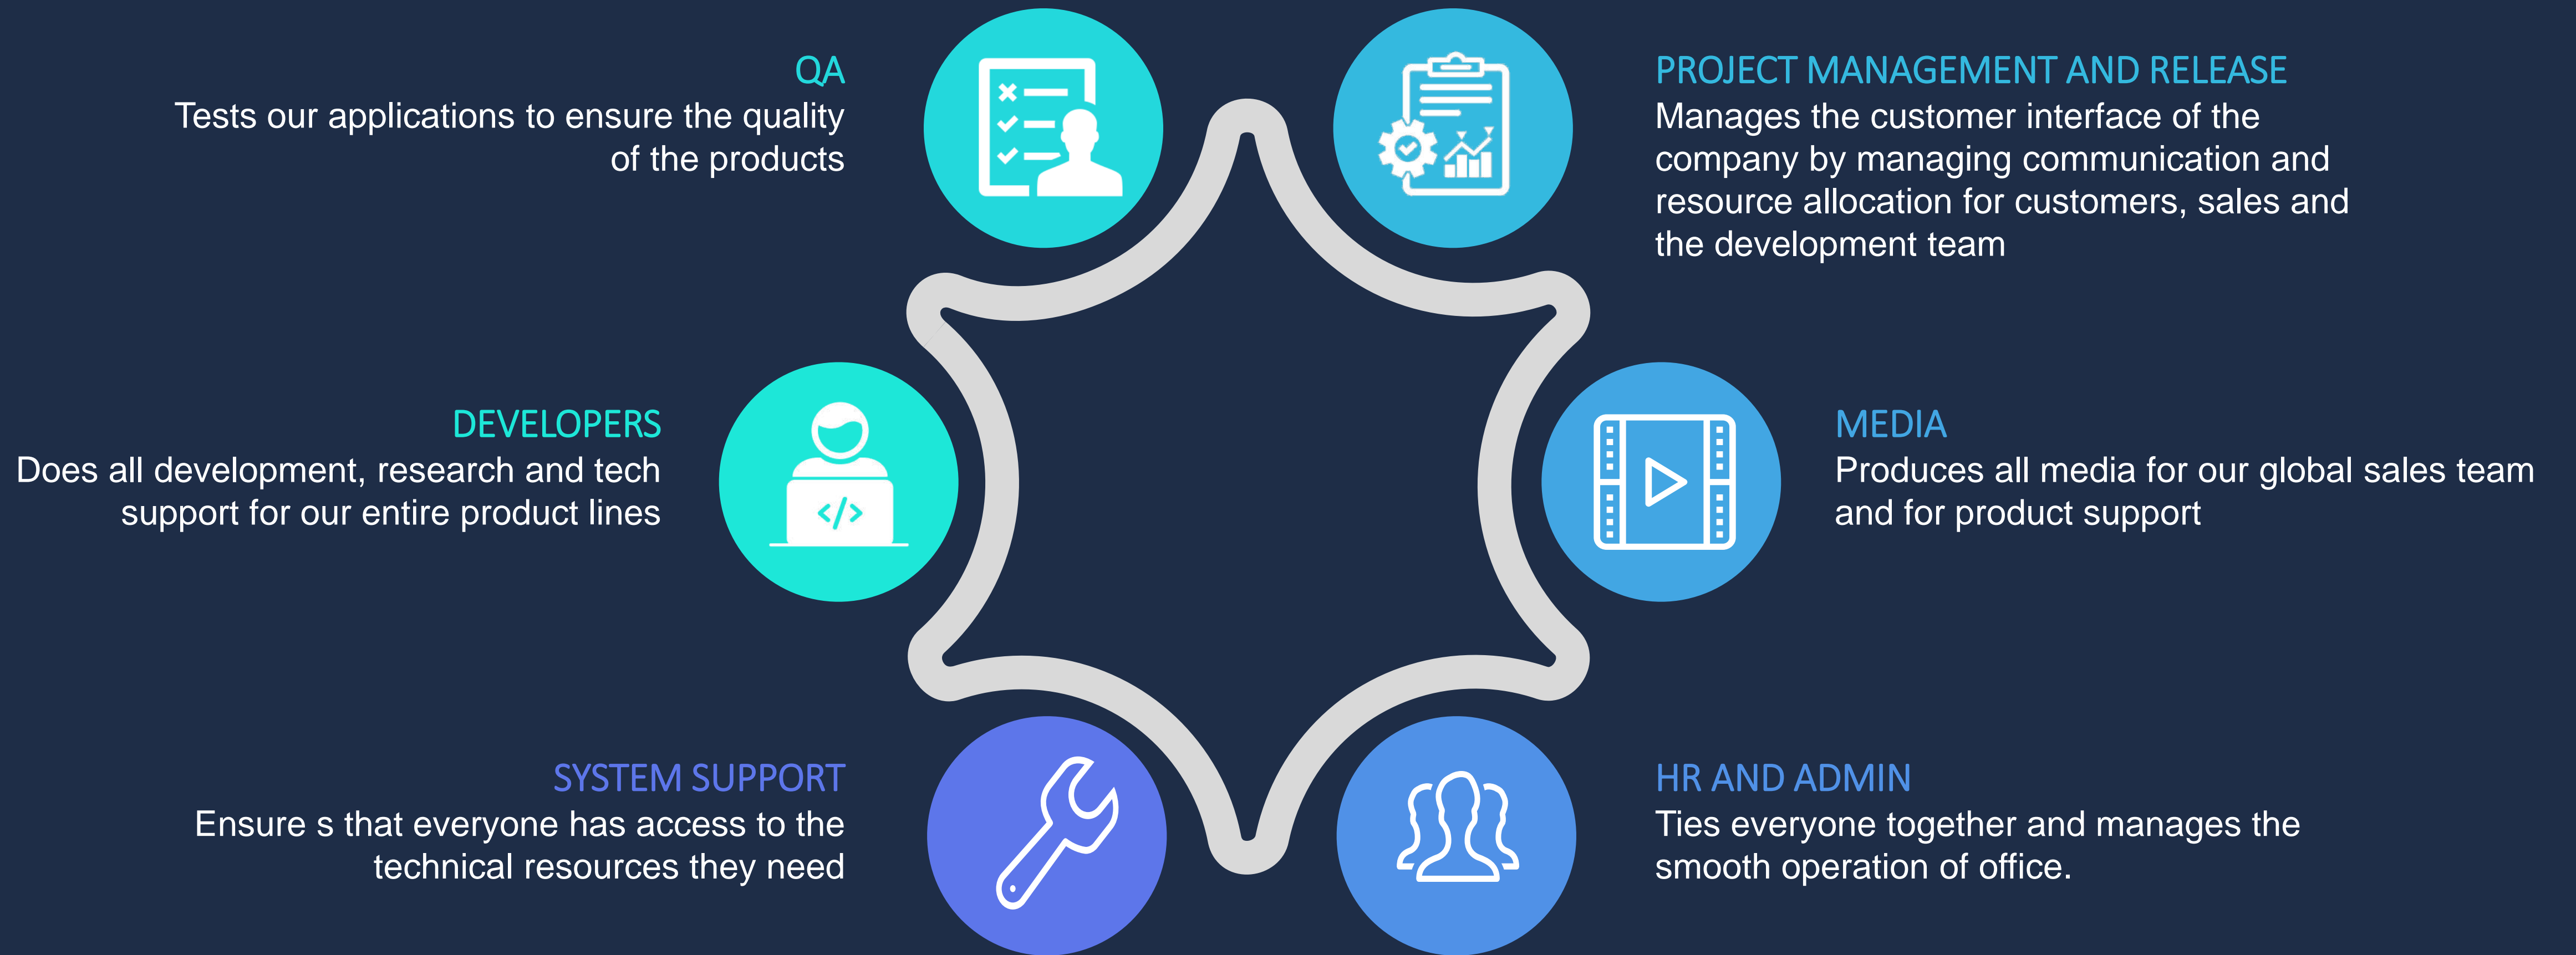 QA
Tests our applications to ensure the quality
of the products
PROJECT MANAGEMENT AND RELEASE
Manages the customer interface of the
company by managing communication and
resource allocation for customers, sales and
the development team
DEVELOPERS
Does all development, research and tech
support for our entire product lines
</>
MEDIA
Produces all media for our global sales team
and for product support
SYSTEM SUPPORT
Ensure s that everyone has access to the
technical resources they need
HR AND ADMIN
Ties everyone together and manages the
smooth operation of office.